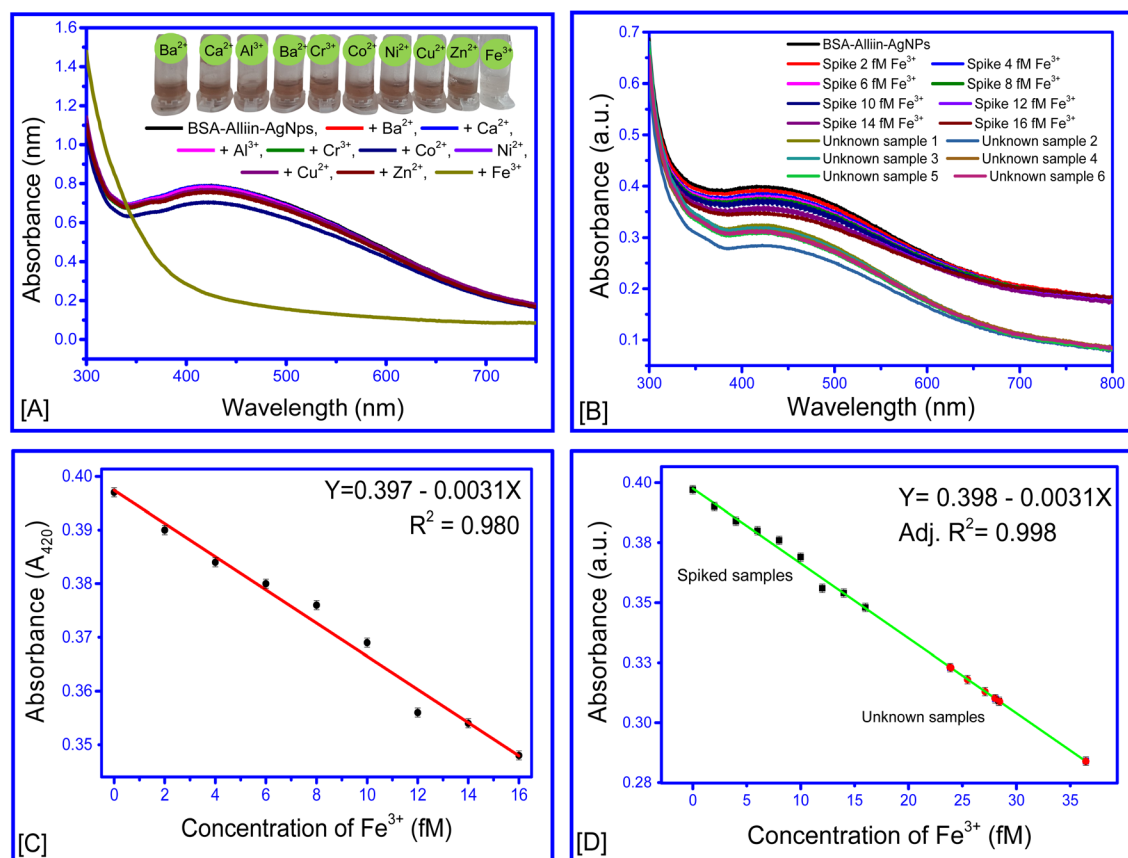 Ba²⁺ Ca²⁺ Al³⁺ Ba²⁺ Cr³⁺ Co²⁺ Ni²⁺ Cu²⁺ Zn²⁺ Fe³⁺
BSA-Alliin-AgNps, + Ba²⁺, + Ca²⁺,
+ Al³⁺, + Cr³⁺, + Co²⁺, Ni²⁺,
+ Cu²⁺, + Zn²⁺, + Fe³⁺
Absorbance (nm)
1.6
1.4
1.2
1.0
0.8
0.6
0.4
0.2
0.0
300 400 500 600 700
Wavelength (nm)
[A]
BSA-Alliin-AgNPs
Spike 2 fM Fe³⁺ Spike 4 fM Fe³⁺
Spike 6 fM Fe³⁺ Spike 8 fM Fe³⁺
Spike 10 fM Fe³⁺ Spike 12 fM Fe³⁺
Spike 14 fM Fe³⁺ Spike 16 fM Fe³⁺
Unknown sample 1 Unknown sample 2
Unknown sample 3 Unknown sample 4
Unknown sample 5 Unknown sample 6
Absorbance (a.u.)
0.7
0.6
0.5
0.4
0.3
0.2
0.1
300 400 500 600 700 800
Wavelength (nm)
[B]
Y=0.397 - 0.0031X
R² = 0.980
Absorbance (A₄₂₀)
0.40
0.39
0.38
0.37
0.36
0.35
0 2 4 6 8 10 12 14 16
Concentration of Fe³⁺ (fM)
[C]
Y= 0.398 - 0.0031X
Adj. R²= 0.998
Spiked samples
Unknown samples
Absorbance (a.u.)
0.40
0.38
0.35
0.33
0.30
0.28
0 5 10 15 20 25 30 35
Concentration of Fe³⁺ (fM)
[D]